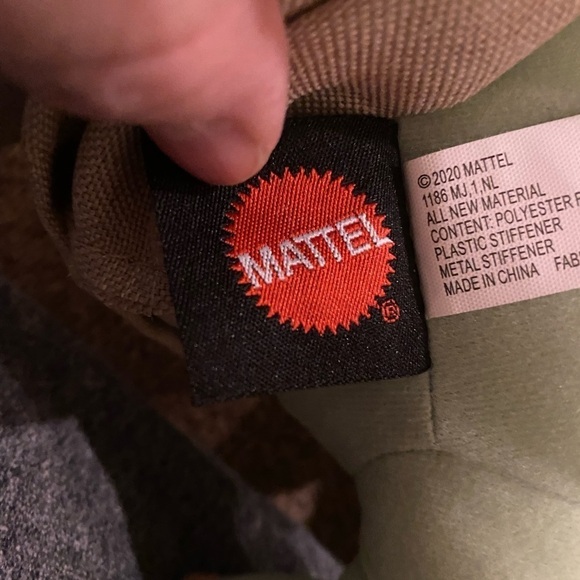 MATTEL
®
©2020 MATTEL
1186 MJ,1,NL
ALL NEW MATERIAL
CONTENT: POLYESTER F
PLASTIC STIFFENER
METAL STIFFENER
MADE IN CHINA FAB